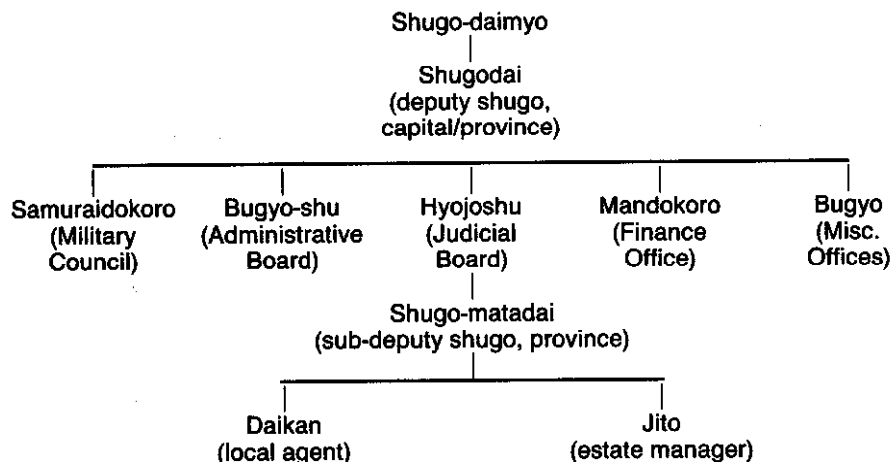 Shugo-daimyo
Shugodai
(deputy shugo,
capital/province)
Samuraidokoro
(Military
Council)
Bugyo-shu
(Administrative
Board)
Hyojoshu
(Judicial
Board)
Mandokoro
(Finance
Office)
Bugyo
(Misc.
Offices)
Shugo-matadai
(sub-deputy shugo, province)
Daikan
(local agent)
Jito
(estate manager)